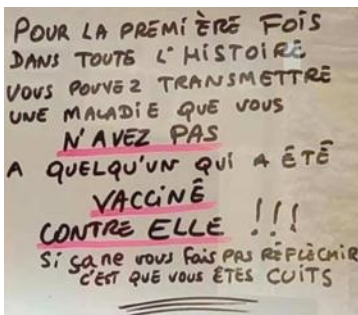 POUR LA PREMIÈRE FOIS
DANS TOUTE L'HISTOIRE
VOUS POUVEZ TRANSMETTRE
UNE MALADIE QUE VOUS
N'AVEZ PAS
A QUELQU'UN QUI A ÉTÉ
VACCINÉ
CONTRE ELLE !!!
Si ça ne vous fais PAS RÉFLÉCHIR
C'EST QUE VOUS ÊTES CUITS